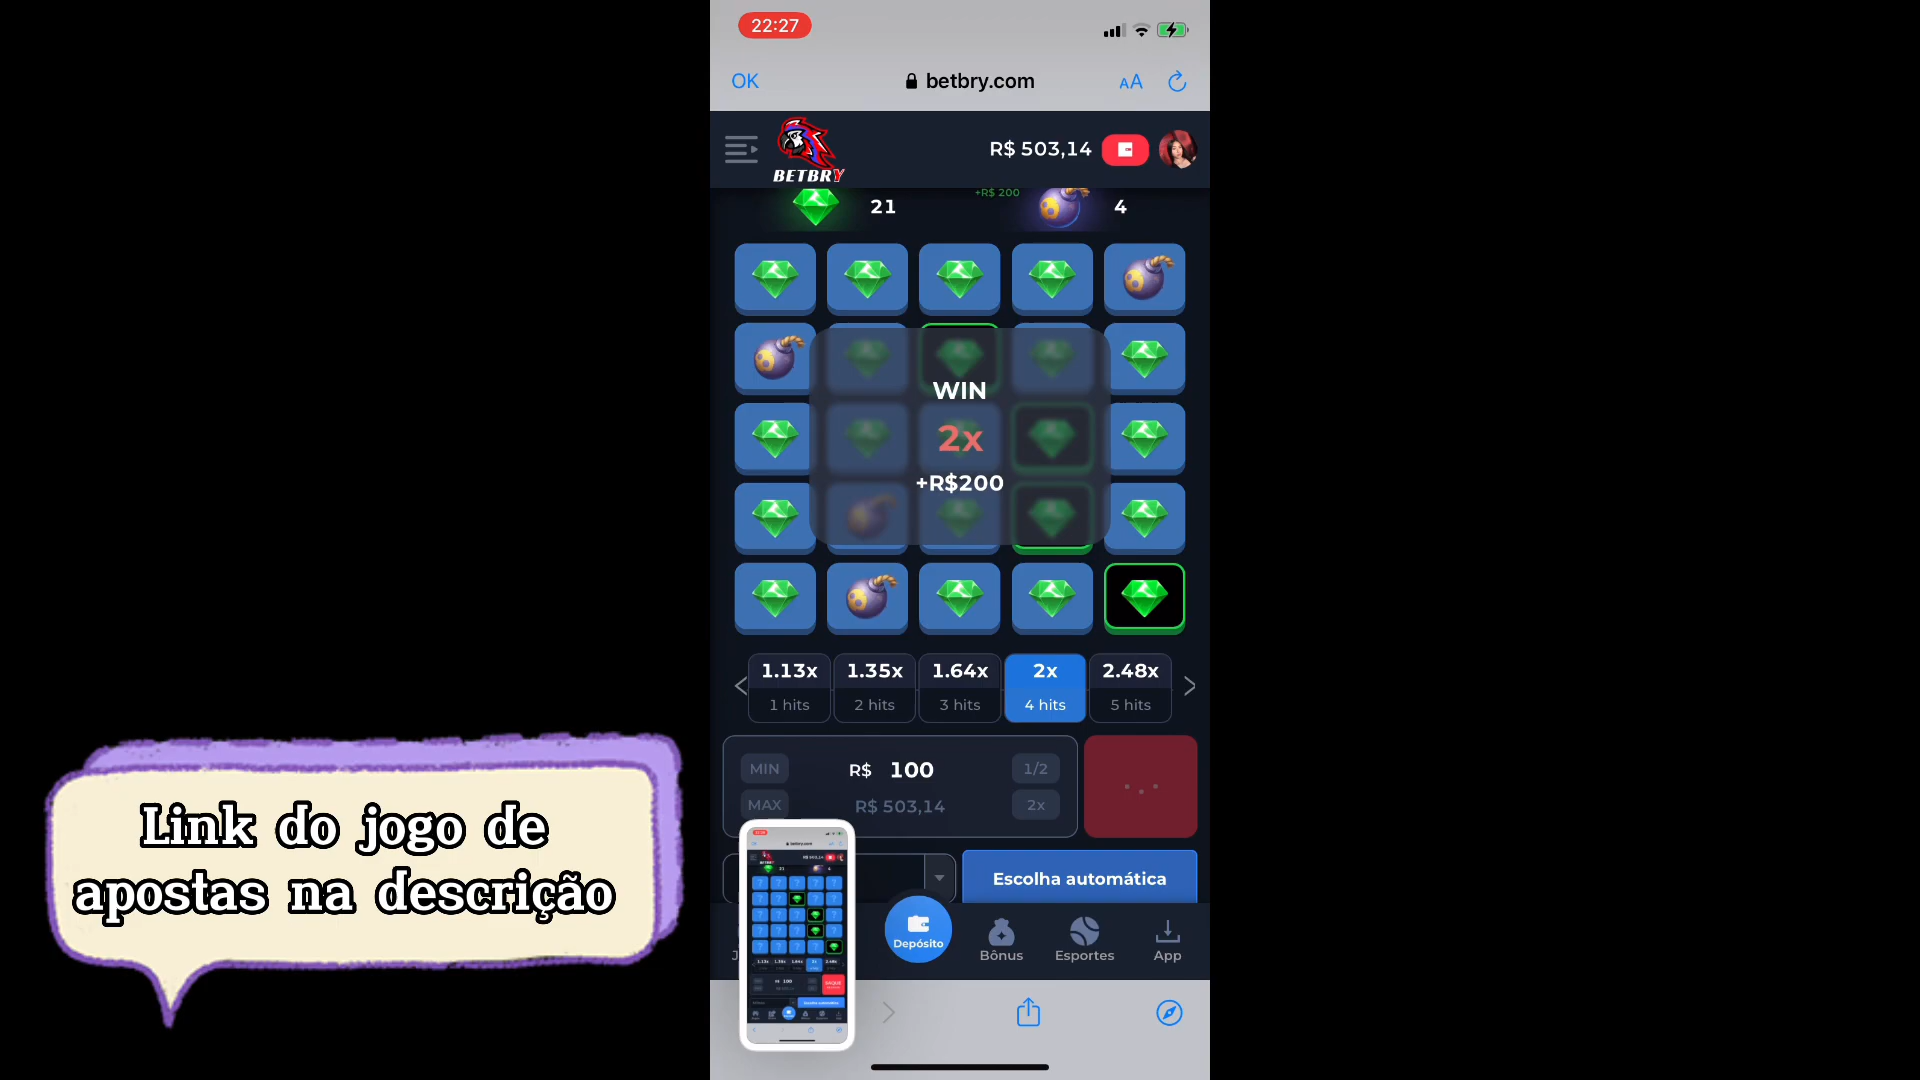 22:27
OK
betbry.com
AA
BETBRY
R$ 503,14
+R$ 200
21
4
WIN
2x
+R$200
1.13x
1.35x
1.64x
2x
2.48x
1 hits
2 hits
3 hits
4 hits
5 hits
MIN
R$ 100
1/2
MAX
R$ 503,14
2x
Escolha automática
Depósito
Bônus
Esportes
App
Link do jogo de
apostas na descrição